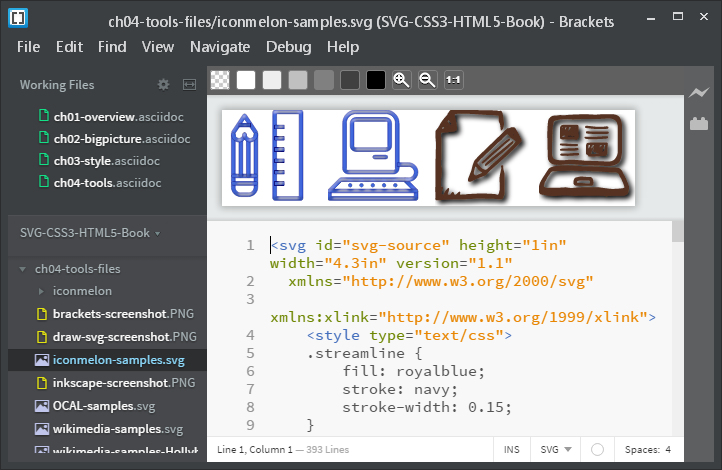 ch04-tools-files/iconmelon-samples.svg (SVG-CSS3-HTML5-Book) - Brackets
File Edit Find View Navigate Debug Help
Working Files
ch01-overview.asciidoc
ch02-bigpicture.asciidoc
ch03-style.asciidoc
ch04-tools.asciidoc
SVG-CSS3-HTML5-Book
ch04-tools-files
iconmelon
brackets-screenshot.PNG
draw-svg-screenshot.PNG
iconmelon-samples.svg
inkscape-screenshot.PNG
OCAL-samples.svg
wikimedia-samples.svg
1:1
1 <svg id="svg-source" height="1in"
width="4.3in" version="1.1"
2 xmlns="http://www.w3.org/2000/svg"
3
xmlns:xlink="http://www.w3.org/1999/xlink">
4 <style type="text/css">
5 .streamline {
6 fill: royalblue;
7 stroke: navy;
8 stroke-width: 0.15;
9 }
Line 1, Column 1 — 393 Lines
INS
SVG
Spaces: 4